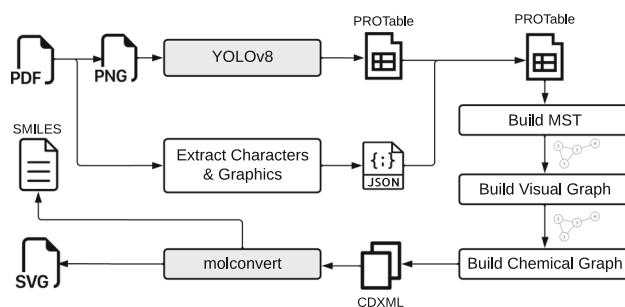 PROTable
PROTable
PDF
PNG
YOLOv8
SMILES
Extract Characters
& Graphics
{;}
JSON
Build MST
Build Visual Graph
SVG
molconvert
CDXML
Build Chemical Graph